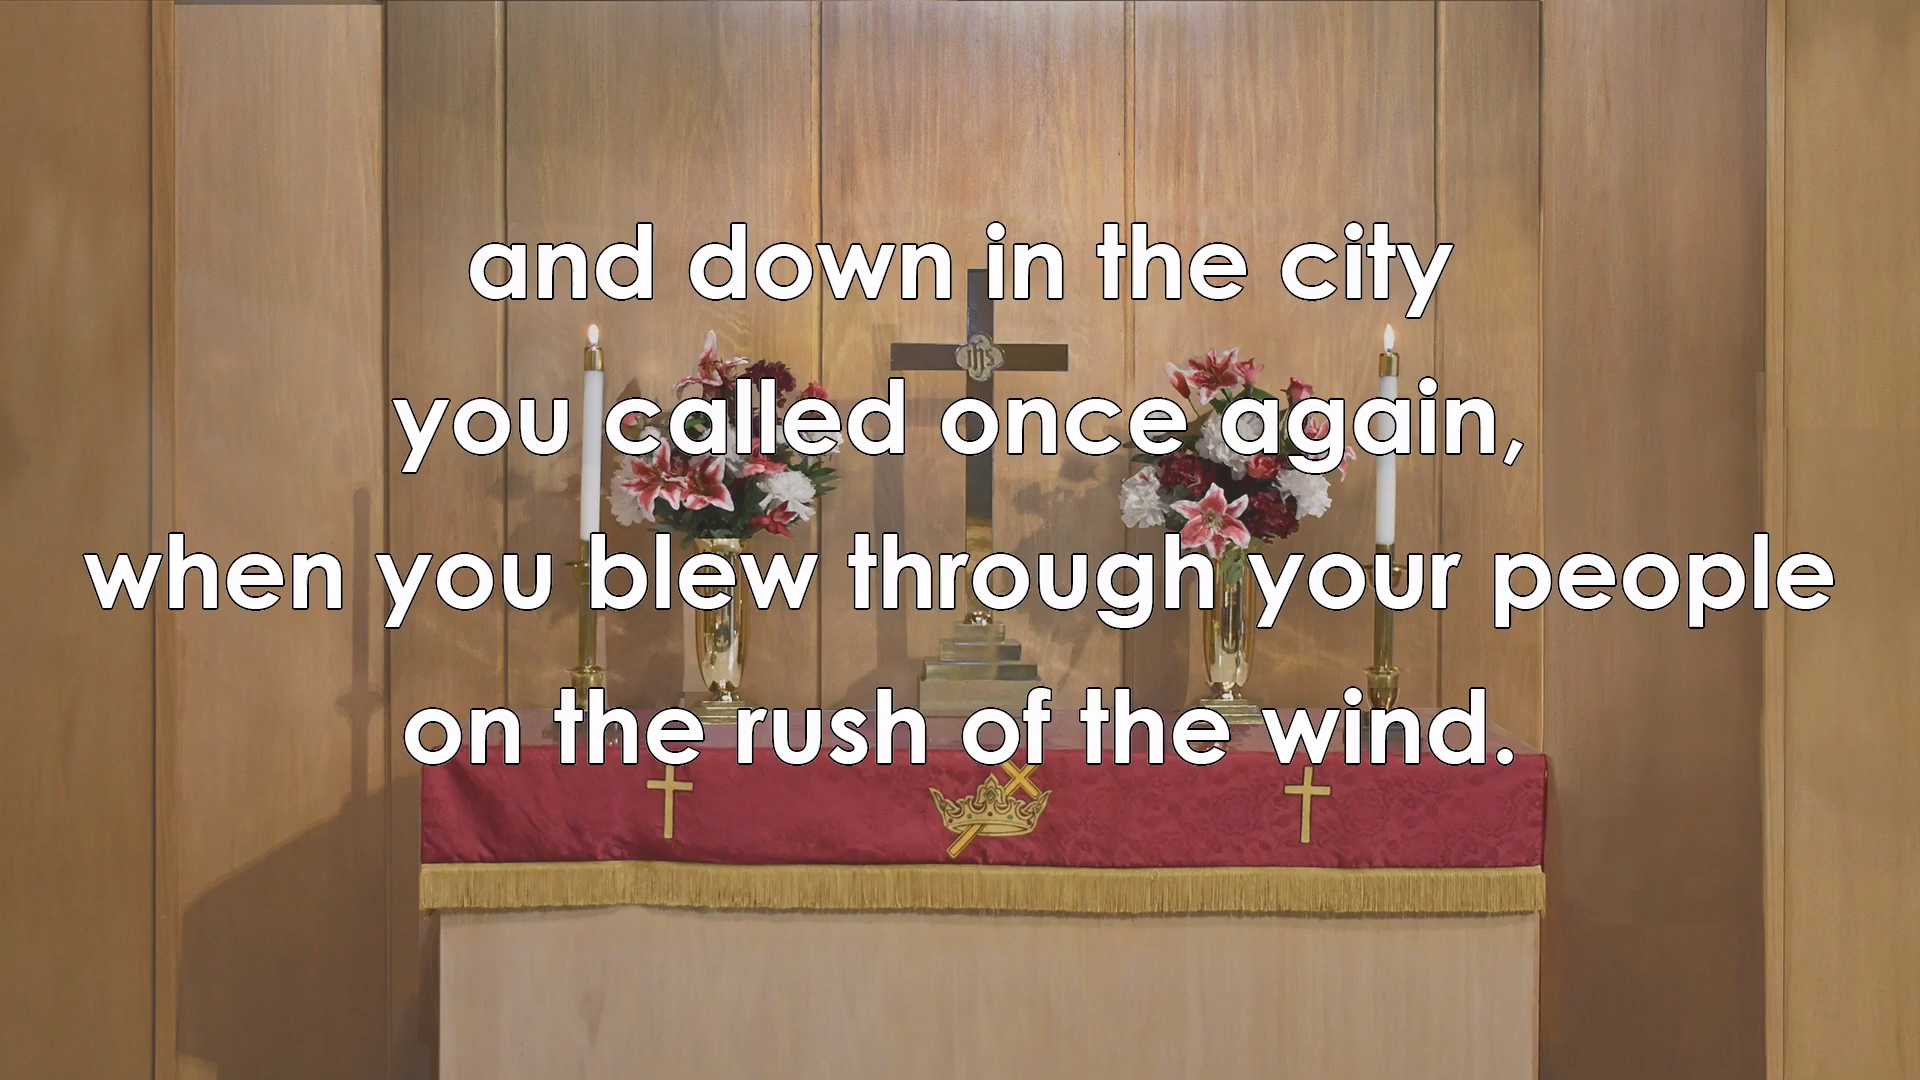 and down in the city
ihs
you called once again,
when you blew through your people
on the rush of the wind.